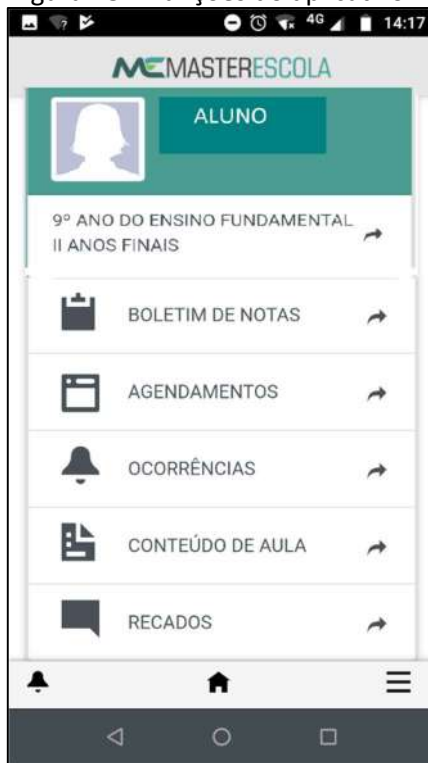 4G 14:17
MASTERESCOLA
ALUNO
9º ANO DO ENSINO FUNDAMENTAL
II ANOS FINAIS
BOLETIM DE NOTAS
AGENDAMENTOS
OCORRÊNCIAS
CONTEÚDO DE AULA
RECADOS